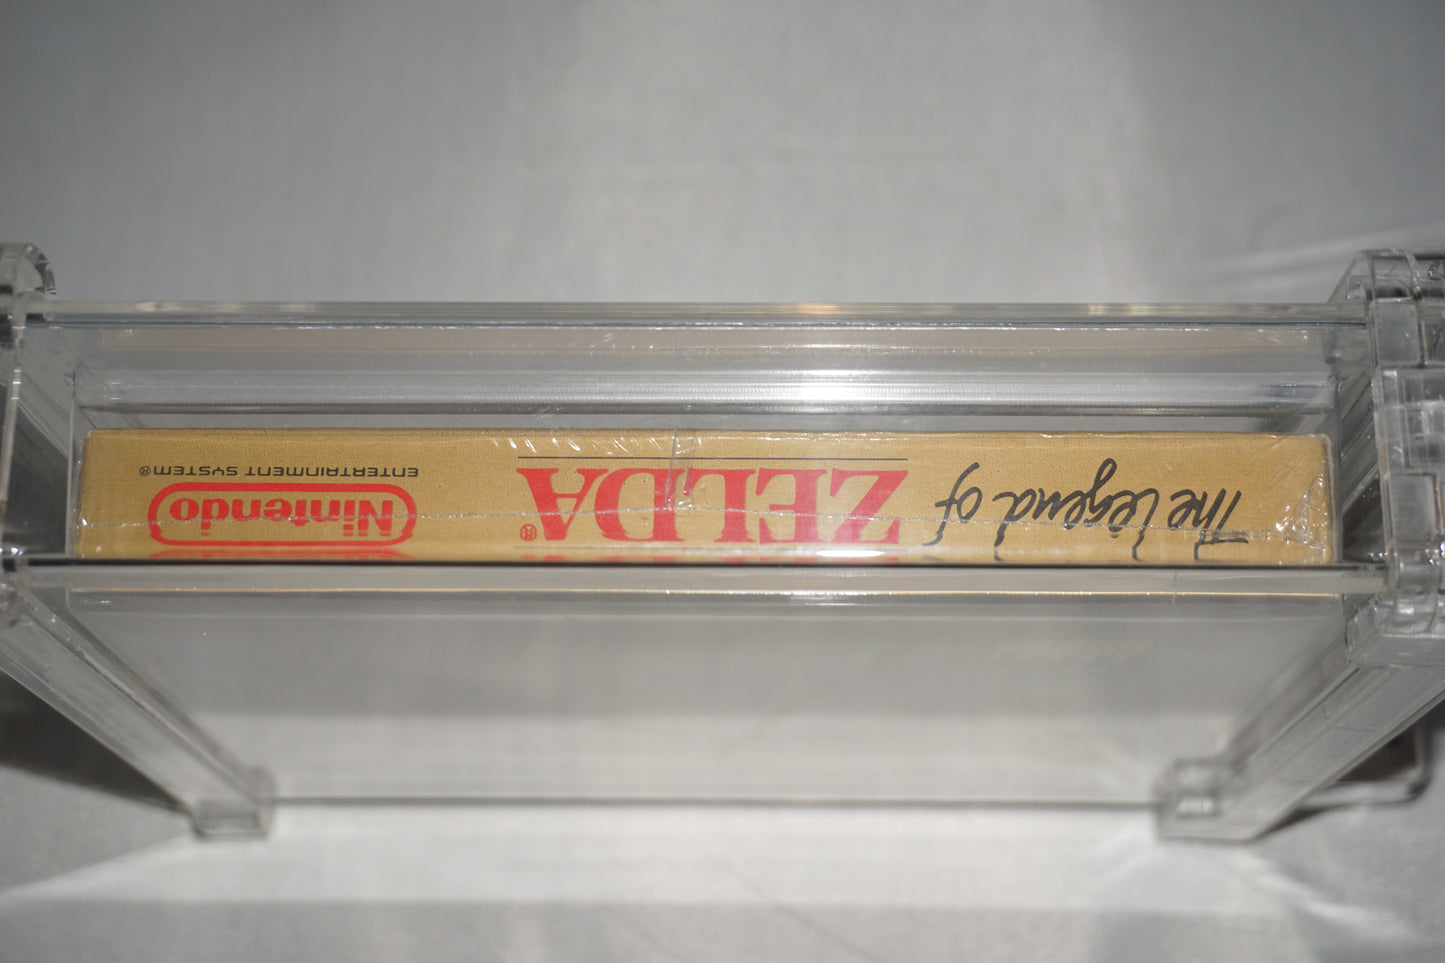 The Legend of
ZELDA®
Nintendo
ENTERTAINMENT SYSTEM®